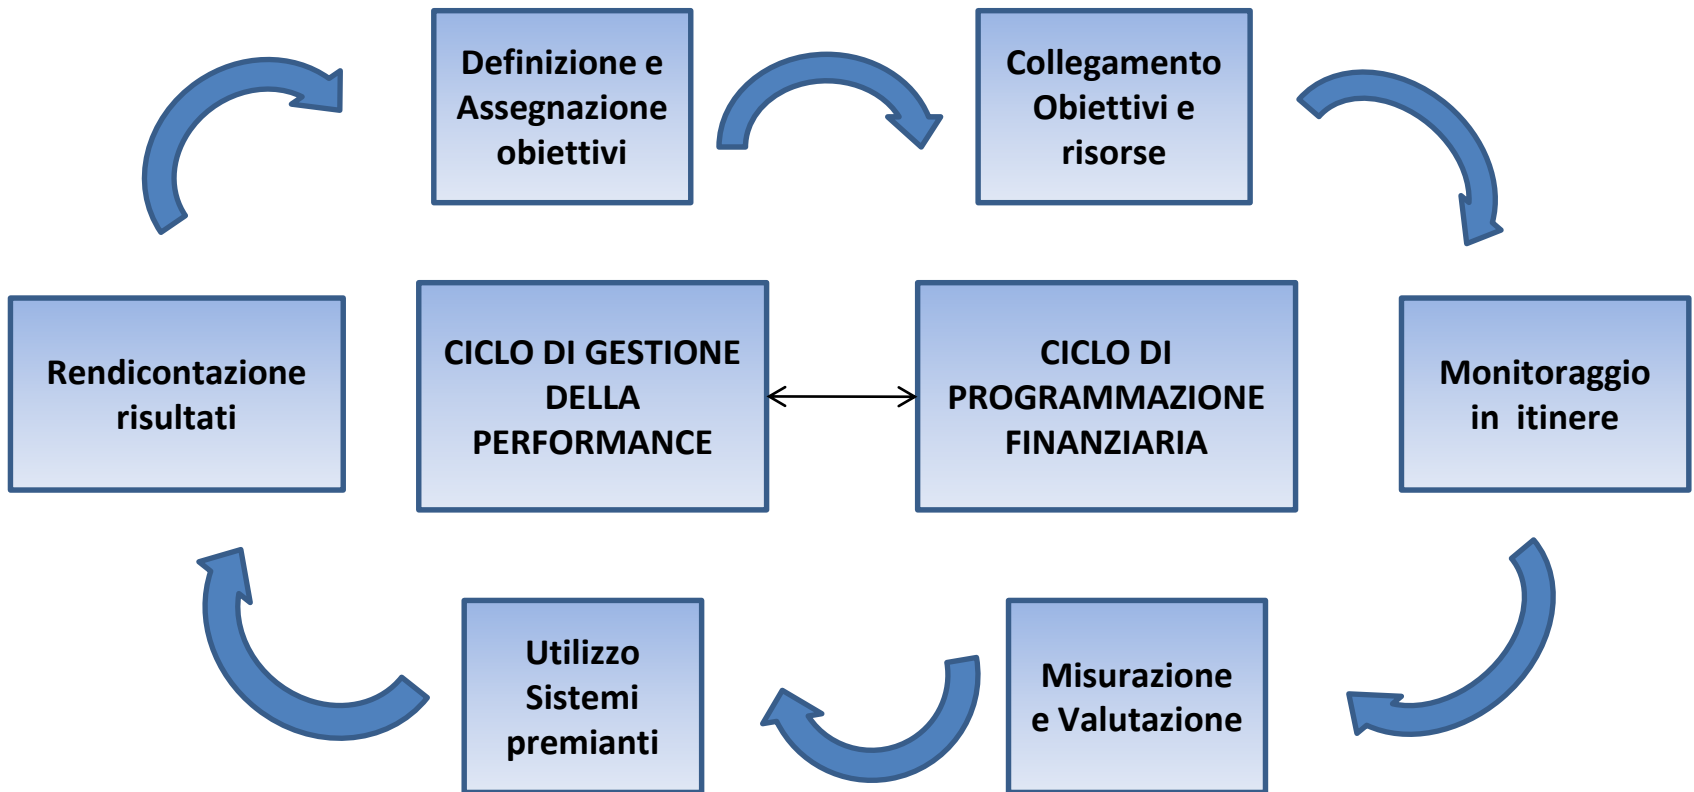 Definizione e
Assegnazione
obiettivi
Collegamento
Obiettivi e
risorse
Rendicontazione
risultati
CICLO DI GESTIONE
DELLA
PERFORMANCE
CICLO DI
PROGRAMMAZIONE
FINANZIARIA
Monitoraggio
in itinere
Utilizzo
Sistemi
premianti
Misurazione
e Valutazione